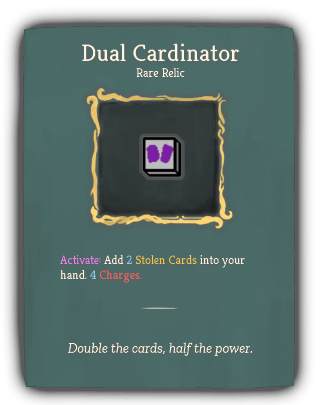 Dual Cardinator
Rare Relic
Activate: Add 2 Stolen Cards into your
hand. 4 Charges.
Double the cards, half the power.